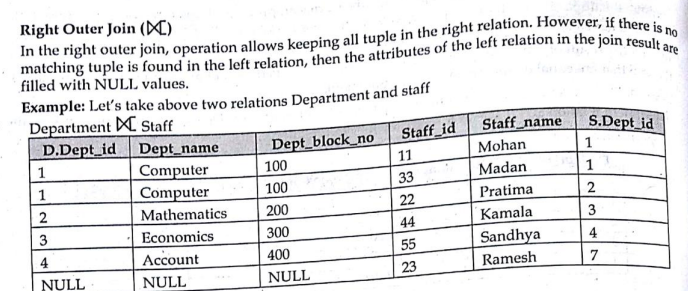 Right Outer Join (⟖)
In the right outer join, operation allows keeping all tuple in the right relation. However, if there is no
matching tuple is found in the left relation, then the attributes of the left relation in the join result are
filled with NULL values.
Example: Let's take above two relations Department and staff
Department ⟖ Staff
D.Dept_id Dept_name Dept_block_no Staff_id Staff_name S.Dept_id
1 Computer 100 11 Mohan 1
1 Computer 100 33 Madan 1
2 Mathematics 200 22 Pratima 2
3 Economics 300 44 Kamala 3
4 Account 400 55 Sandhya 4
NULL NULL NULL 23 Ramesh 7